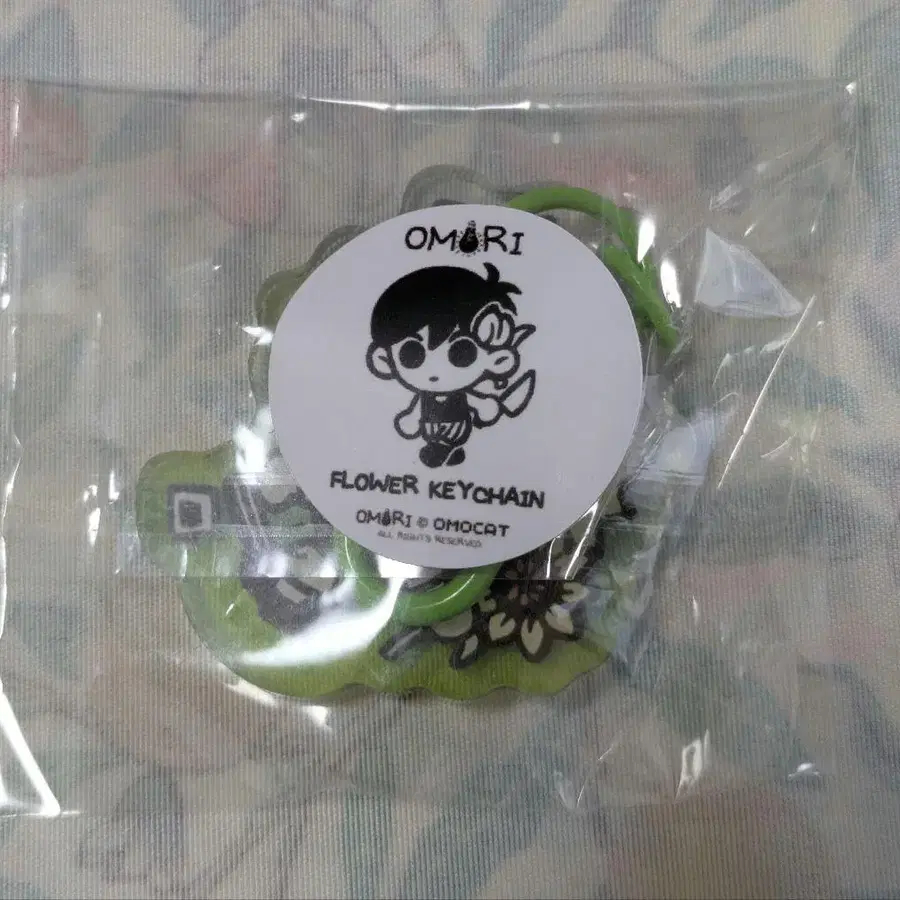 OMORI
FLOWER KEYCHAIN
OMORI © OMOCAT
ALL RIGHTS RESERVED